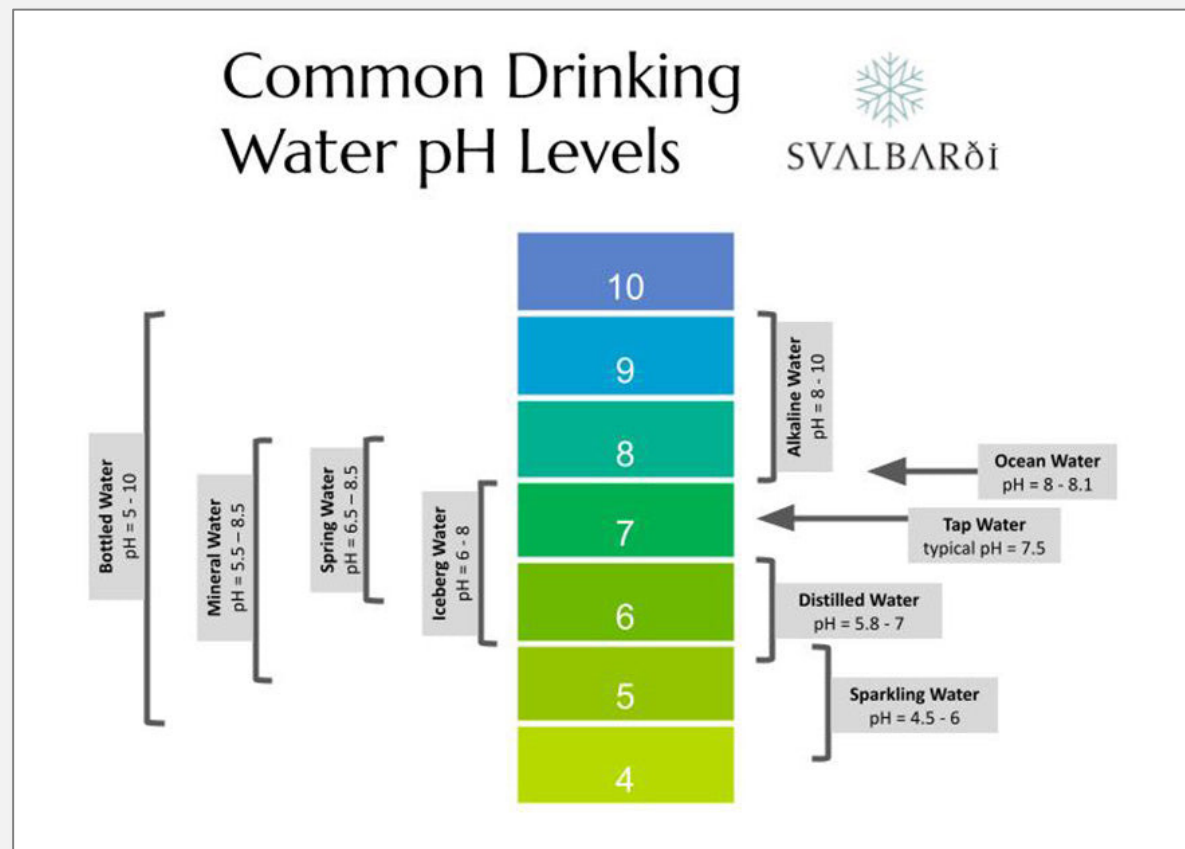 Common Drinking
Water pH Levels
SVALBARði
10
9
8
7
6
5
4
Bottled Water
pH = 5 - 10
Mineral Water
pH = 5.5 – 8.5
Spring Water
pH = 6.5 – 8.5
Iceberg Water
pH = 6 - 8
Alkaline Water
pH = 8 - 10
Ocean Water
pH = 8 - 8.1
Tap Water
typical pH = 7.5
Distilled Water
pH = 5.8 - 7
Sparkling Water
pH = 4.5 - 6